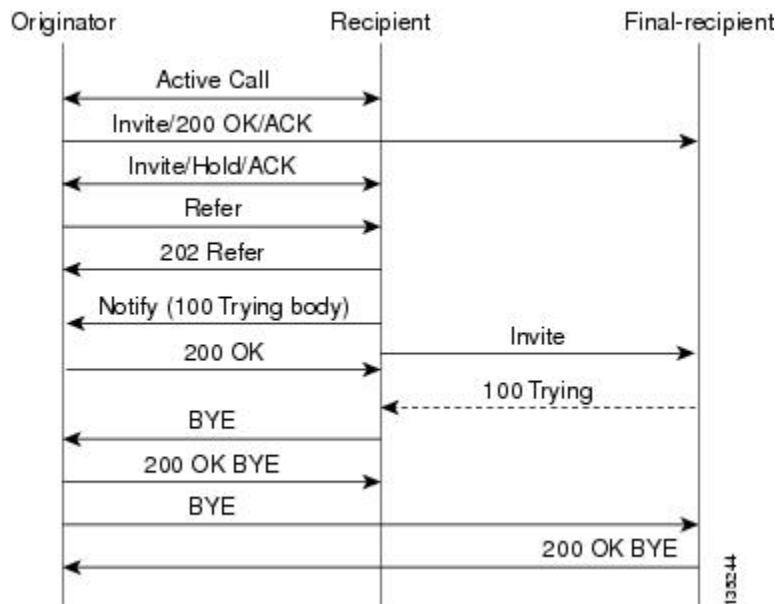 Originator Recipient Final-recipient
Active Call
Invite/200 OK/ACK
Invite/Hold/ACK
Refer
202 Refer
Notify (100 Trying body)
Invite
200 OK
100 Trying
BYE
200 OK BYE
BYE
200 OK BYE
135244